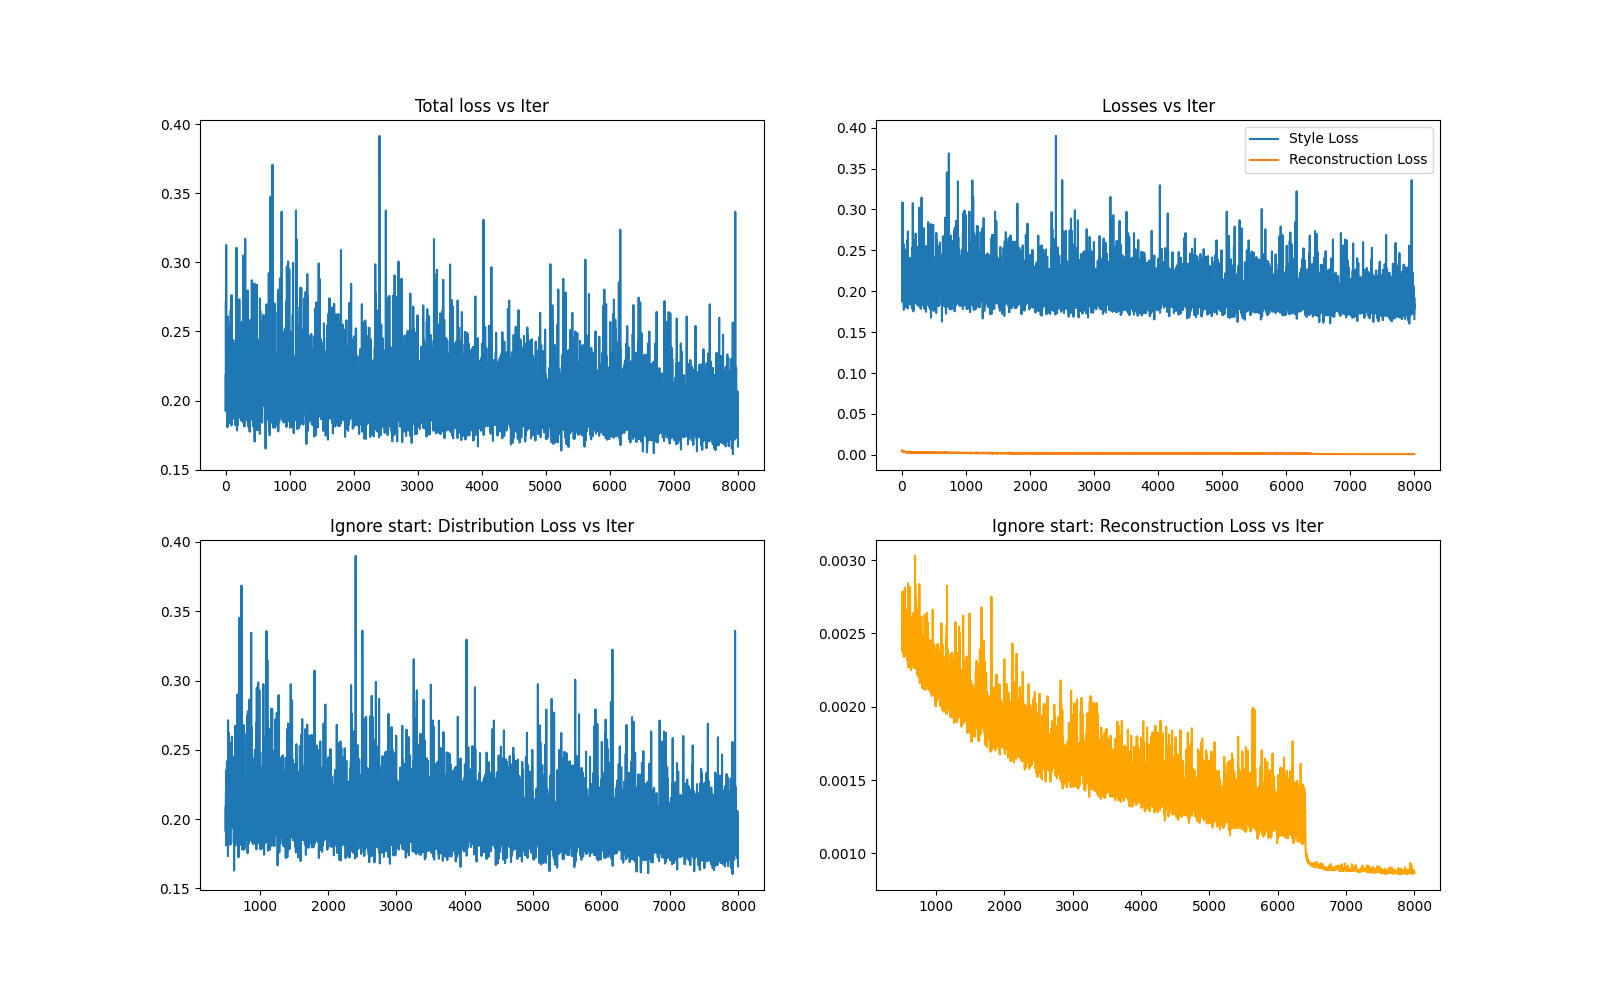 Total loss vs Iter
0.40
0.35
0.30
0.25
0.20
0.15
0 1000 2000 3000 4000 5000 6000 7000 8000
Losses vs Iter
Style Loss
Reconstruction Loss
0.40
0.35
0.30
0.25
0.20
0.15
0.10
0.05
0.00
0 1000 2000 3000 4000 5000 6000 7000 8000
Ignore start: Distribution Loss vs Iter
0.40
0.35
0.30
0.25
0.20
0.15
1000 2000 3000 4000 5000 6000 7000 8000
Ignore start: Reconstruction Loss vs Iter
0.0030
0.0025
0.0020
0.0015
0.0010
1000 2000 3000 4000 5000 6000 7000 8000